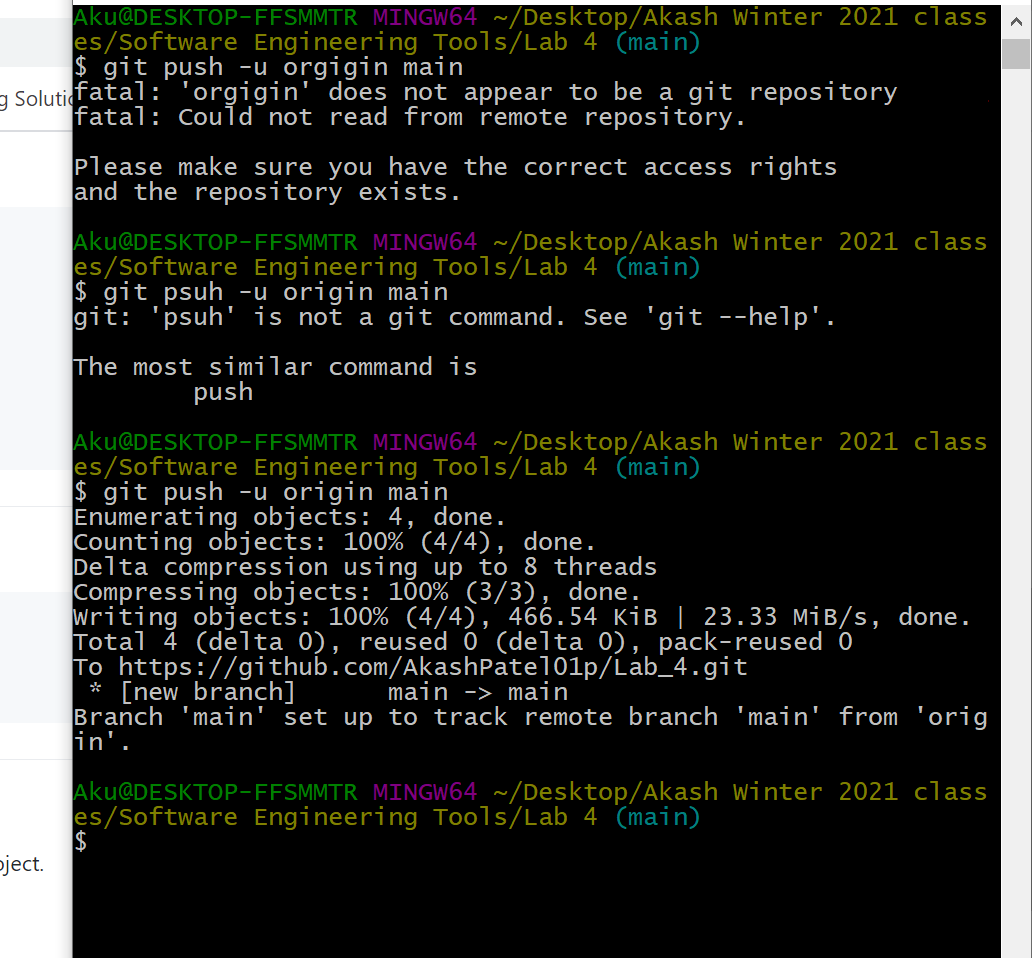 Aku@DESKTOP-FFSMMTR MINGW64 ~/Desktop/Akash Winter 2021 class
es/Software Engineering Tools/Lab 4 (main)
$ git push -u orgigin main
fatal: 'orgigin' does not appear to be a git repository
fatal: Could not read from remote repository.
Please make sure you have the correct access rights
and the repository exists.
Aku@DESKTOP-FFSMMTR MINGW64 ~/Desktop/Akash Winter 2021 class
es/Software Engineering Tools/Lab 4 (main)
$ git psuh -u origin main
git: 'psuh' is not a git command. See 'git --help'.
The most similar command is
push
Aku@DESKTOP-FFSMMTR MINGW64 ~/Desktop/Akash Winter 2021 class
es/Software Engineering Tools/Lab 4 (main)
$ git push -u origin main
Enumerating objects: 4, done.
Counting objects: 100% (4/4), done.
Delta compression using up to 8 threads
Compressing objects: 100% (3/3), done.
Writing objects: 100% (4/4), 466.54 KiB | 23.33 MiB/s, done.
Total 4 (delta 0), reused 0 (delta 0), pack-reused 0
To https://github.com/AkashPatel01p/Lab_4.git
* [new branch] main -> main
Branch 'main' set up to track remote branch 'main' from 'orig
in'.
Aku@DESKTOP-FFSMMTR MINGW64 ~/Desktop/Akash Winter 2021 class
es/Software Engineering Tools/Lab 4 (main)
$
g Soluti
oject.